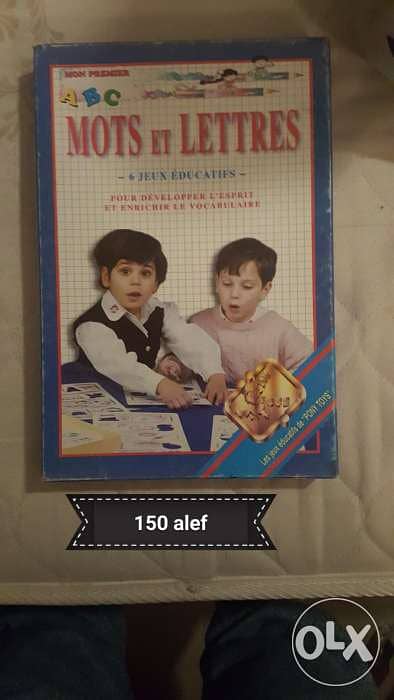 MON PREMIER
ABC
MOTS ET LETTRES
- 6 JEUX ÉDUCATIFS -
POUR DÉVELOPPER L'ESPRIT
ET ENRICHIR LE VOCABULAIRE
Les jeux éducatifs de "PONY TOYS"
150 alef
OLX